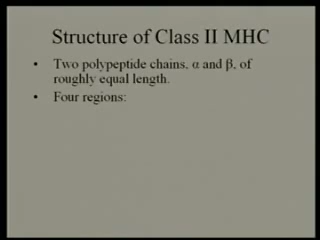 Structure of Class II MHC
• Two polypeptide chains, α and β, of
roughly equal length.
• Four regions: